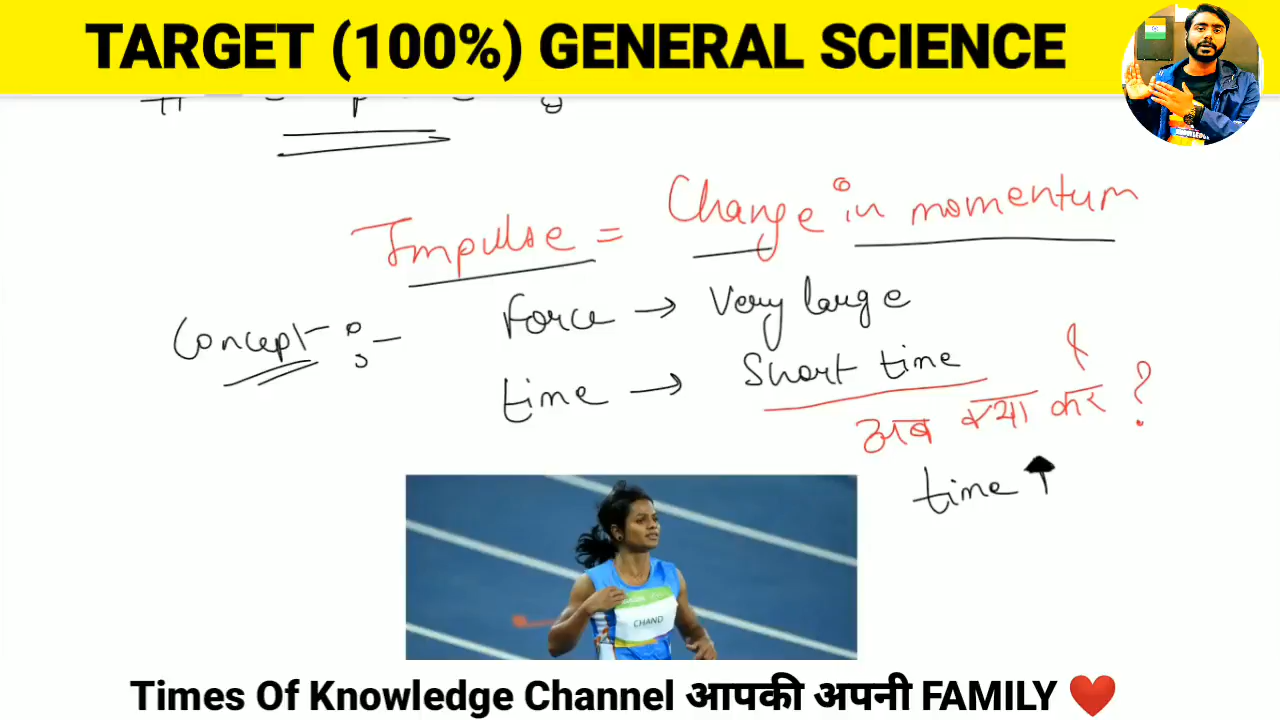 TARGET (100%) GENERAL SCIENCE
Impulse = Change in momentum
Concept :- Force → Very large
time → Short time
अब क्या करें ?
time ↑
CHAND
Times Of Knowledge Channel आपकी अपनी FAMILY ❤️